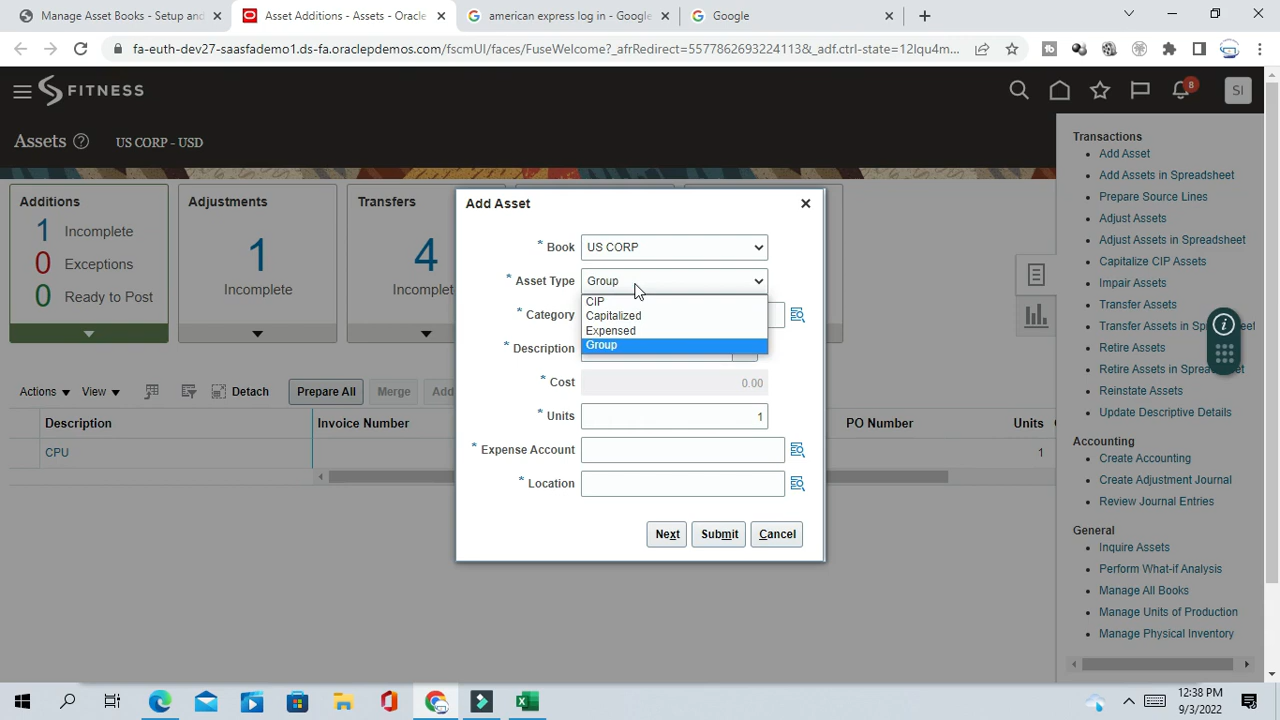 Manage Asset Books - Setup and
Asset Additions - Assets - Oracle
american express log in - Google
Google
fa-euth-dev27-saasfademo1.ds-fa.oraclepdemos.com/fscmUI/faces/FuseWelcome?_afrRedirect=5577862693224113&_adf.ctrl-state=12lqu4m...
FITNESS
8
SI
Assets
US CORP - USD
Additions
1 Incomplete
0 Exceptions
0 Ready to Post
Adjustments
1
Incomplete
Transfers
4
Incomplet
Add Asset
* Book US CORP
* Asset Type Group
CIP
Capitalized
Expensed
Group
* Category
* Description
* Cost 0.00
* Units 1
* Expense Account
* Location
Next Submit Cancel
Actions View Detach Prepare All Merge Add
Description Invoice Number PO Number Units
CPU 1
Transactions
Add Asset
Add Assets in Spreadsheet
Prepare Source Lines
Adjust Assets
Adjust Assets in Spreadsheet
Capitalize CIP Assets
Impair Assets
Transfer Assets
Transfer Assets in Spreadsheet
Retire Assets
Retire Assets in Spreads
Reinstate Assets
Update Descriptive Details
Accounting
Create Accounting
Create Adjustment Journal
Review Journal Entries
General
Inquire Assets
Perform What-if Analysis
Manage All Books
Manage Units of Production
Manage Physical Inventory
12:38 PM
9/3/2022